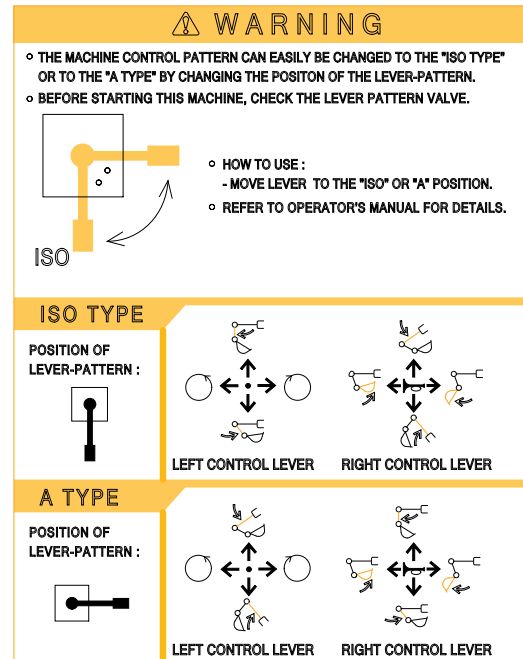 WARNING
THE MACHINE CONTROL PATTERN CAN EASILY BE CHANGED TO THE "ISO TYPE"
OR TO THE "A TYPE" BY CHANGING THE POSITON OF THE LEVER-PATTERN.
BEFORE STARTING THIS MACHINE, CHECK THE LEVER PATTERN VALVE.
HOW TO USE :
- MOVE LEVER TO THE "ISO" OR "A" POSITION.
REFER TO OPERATOR'S MANUAL FOR DETAILS.
ISO
ISO TYPE
POSITION OF
LEVER-PATTERN :
LEFT CONTROL LEVER
RIGHT CONTROL LEVER
A TYPE
POSITION OF
LEVER-PATTERN :
LEFT CONTROL LEVER
RIGHT CONTROL LEVER